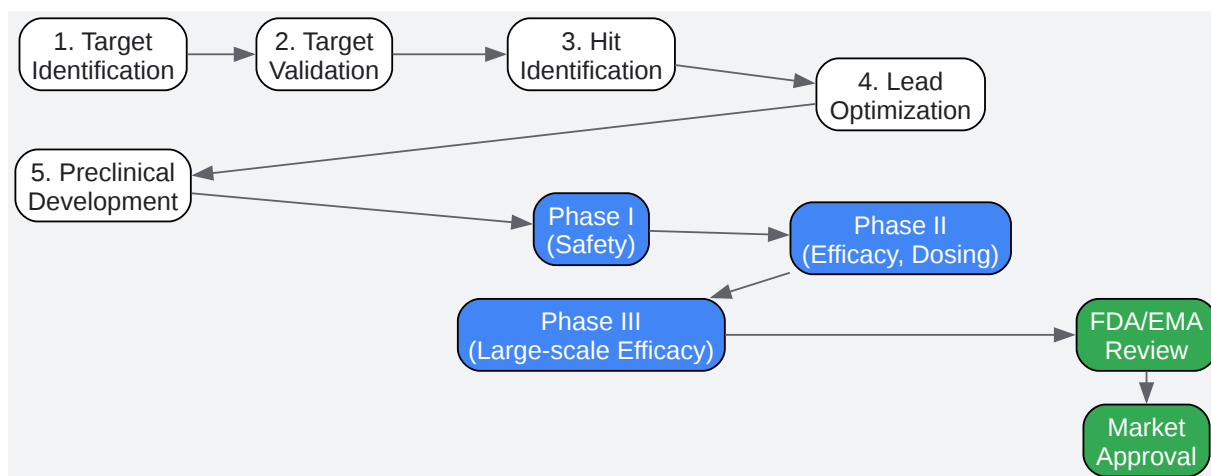 1. Target
Identification
2. Target
Validation
3. Hit
Identification
4. Lead
Optimization
5. Preclinical
Development
Phase I
(Safety)
Phase II
(Efficacy, Dosing)
Phase III
(Large-scale Efficacy)
FDA/EMA
Review
Market
Approval